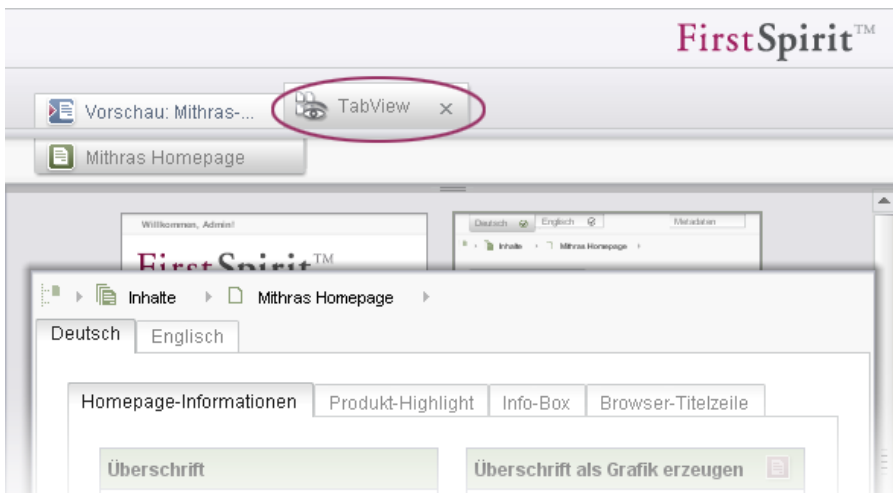 FirstSpirit™
Vorschau: Mithras-...
TabView
Mithras Homepage
Willkommen, Admin!
FirstSpirit™
Deutsch Englisch Metadaten
Inhalte Mithras Homepage
Inhalte Mithras Homepage
Deutsch Englisch
Homepage-Informationen Produkt-Highlight Info-Box Browser-Titelzeile
Überschrift Überschrift als Grafik erzeugen